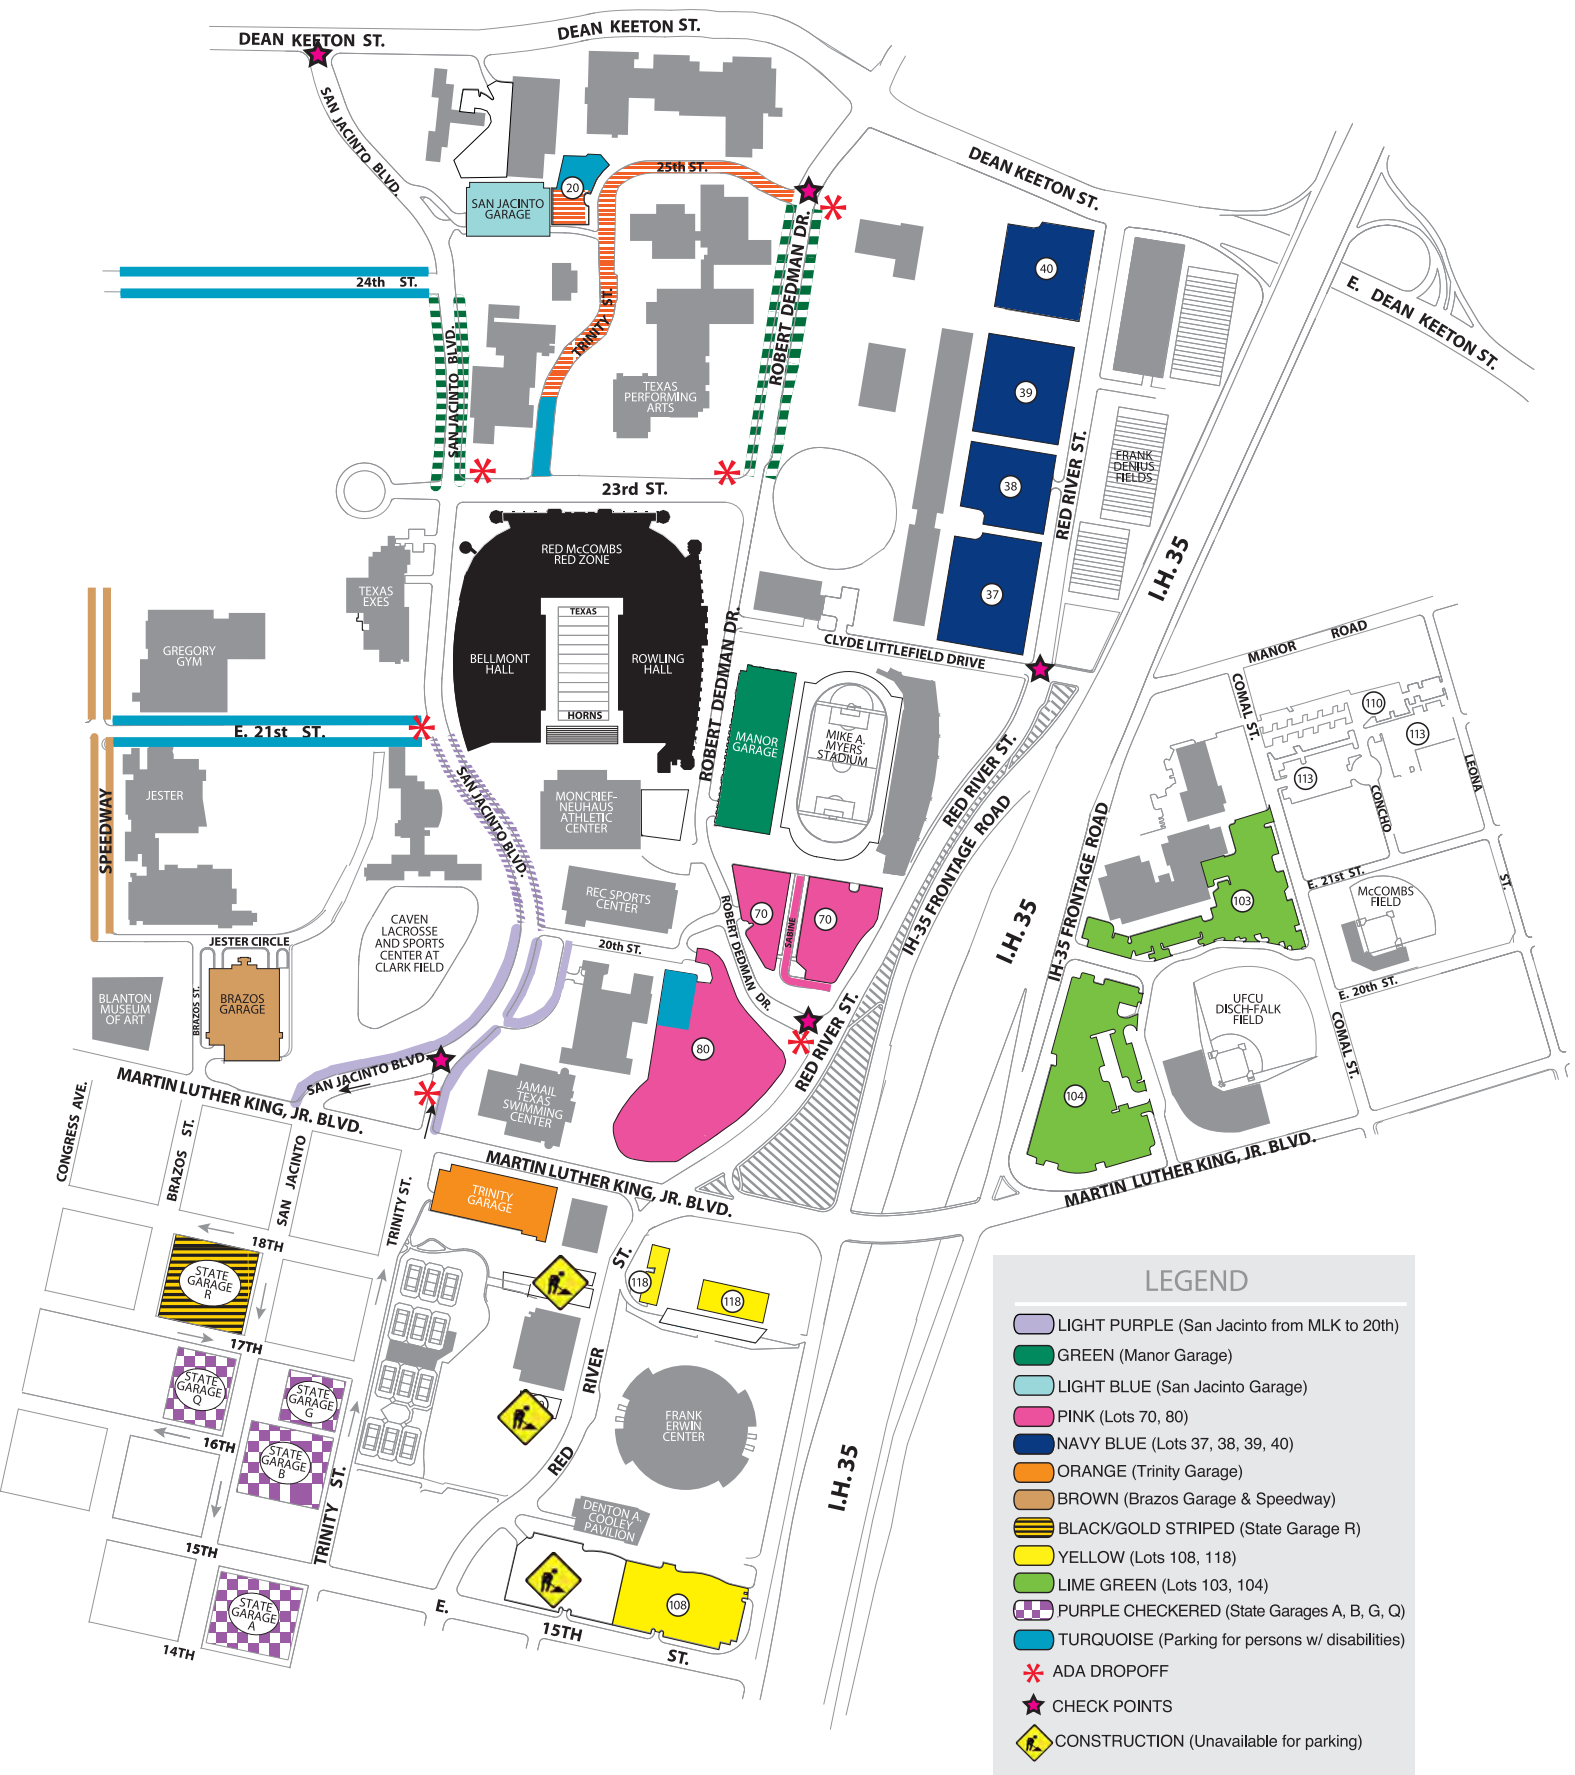 DEAN KEETON ST.
DEAN KEETON ST.
SAN JACINTO BLVD.
25th ST.
20
SAN JACINTO
GARAGE
DEAN KEETON ST.
40
ROBERT DEDMAN DR.
24th ST.
E. DEAN KEETON ST.
TRINITY ST.
SAN JACINTO BLVD.
TEXAS
PERFORMING
ARTS
39
FRANK
DENIUS
FIELDS
38
RED RIVER ST.
23rd ST.
RED McCOMBS
RED ZONE
I.H. 35
TEXAS
EXES
37
TEXAS
GREGORY
GYM
BELLMONT
HALL
ROWLING
HALL
CLYDE LITTLEFIELD DRIVE
MANOR ROAD
COMAL ST.
110
113
113
LEONA
ST.
CONCHO
HORNS
E. 21st ST.
ROBERT DEDMAN DR.
MANOR
GARAGE
MIKE A.
MYERS
STADIUM
JESTER
SPEEDWAY
SAN JACINTO BLVD.
MONCRIEF-
NEUHAUS
ATHLETIC
CENTER
RED RIVER ST.
IH-35 FRONTAGE ROAD
IH-35 FRONTAGE ROAD
I.H. 35
E. 21st ST.
McCOMBS
FIELD
103
REC SPORTS
CENTER
70
70
SABINE
ROBERT DEDMAN DR.
CAVEN
LACROSSE
AND SPORTS
CENTER AT
CLARK FIELD
JESTER CIRCLE
20th ST.
BLANTON
MUSEUM
OF ART
BRAZOS ST.
BRAZOS
GARAGE
E. 20th ST.
UFCU
DISCH-FALK
FIELD
COMAL ST.
80
RED RIVER ST.
SAN JACINTO BLVD.
MARTIN LUTHER KING, JR. BLVD.
JAMAIL
TEXAS
SWIMMING
CENTER
104
CONGRESS AVE.
BRAZOS ST.
SAN JACINTO
TRINITY ST.
MARTIN LUTHER KING, JR. BLVD.
MARTIN LUTHER KING, JR. BLVD.
TRINITY
GARAGE
18TH
STATE
GARAGE
R
118
118
ST.
RIVER
RED
17TH
STATE
GARAGE
Q
STATE
GARAGE
G
16TH
STATE
GARAGE
B
FRANK
ERWIN
CENTER
I.H. 35
TRINITY ST.
DENTON A.
COOLEY
PAVILION
15TH
STATE
GARAGE
A
108
E.
15TH
ST.
14TH
LEGEND
LIGHT PURPLE (San Jacinto from MLK to 20th)
GREEN (Manor Garage)
LIGHT BLUE (San Jacinto Garage)
PINK (Lots 70, 80)
NAVY BLUE (Lots 37, 38, 39, 40)
ORANGE (Trinity Garage)
BROWN (Brazos Garage & Speedway)
BLACK/GOLD STRIPED (State Garage R)
YELLOW (Lots 108, 118)
LIME GREEN (Lots 103, 104)
PURPLE CHECKERED (State Garages A, B, G, Q)
TURQUOISE (Parking for persons w/ disabilities)
ADA DROPOFF
CHECK POINTS
CONSTRUCTION (Unavailable for parking)